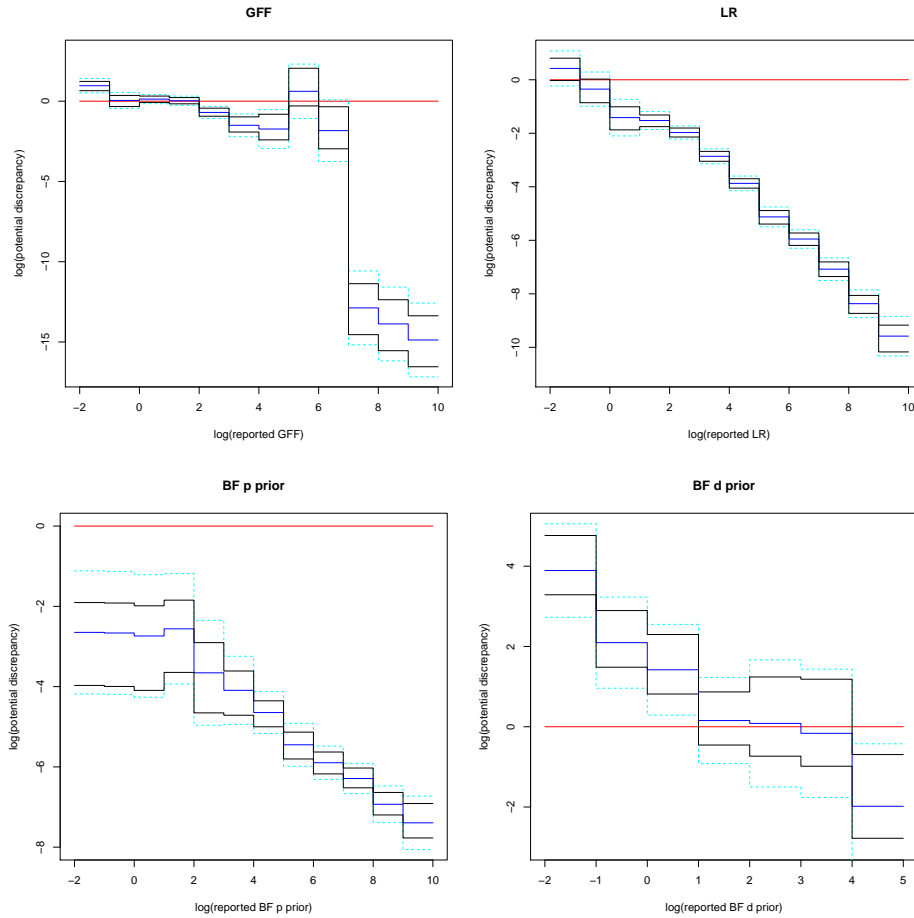 GFF
log(potential discrepancy)
0
−5
−10
−15
−2 0 2 4 6 8 10
log(reported GFF)
LR
log(potential discrepancy)
0
−2
−4
−6
−8
−10
−2 0 2 4 6 8 10
log(reported LR)
BF p prior
log(potential discrepancy)
0
−2
−4
−6
−8
−2 0 2 4 6 8 10
log(reported BF p prior)
BF d prior
log(potential discrepancy)
4
2
0
−2
−2 −1 0 1 2 3 4 5
log(reported BF d prior)